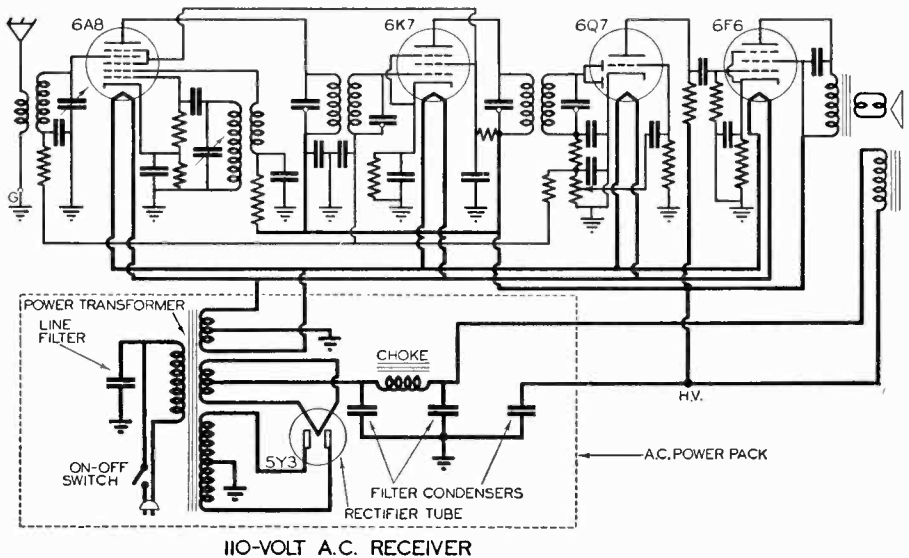 6A8
6K7
6Q7
6F6
G
POWER TRANSFORMER
LINE
FILTER
CHOKE
H.V.
5Y3
ON-OFF
SWITCH
FILTER CONDENSERS
RECTIFIER TUBE
A.C. POWER PACK
110-VOLT A.C. RECEIVER